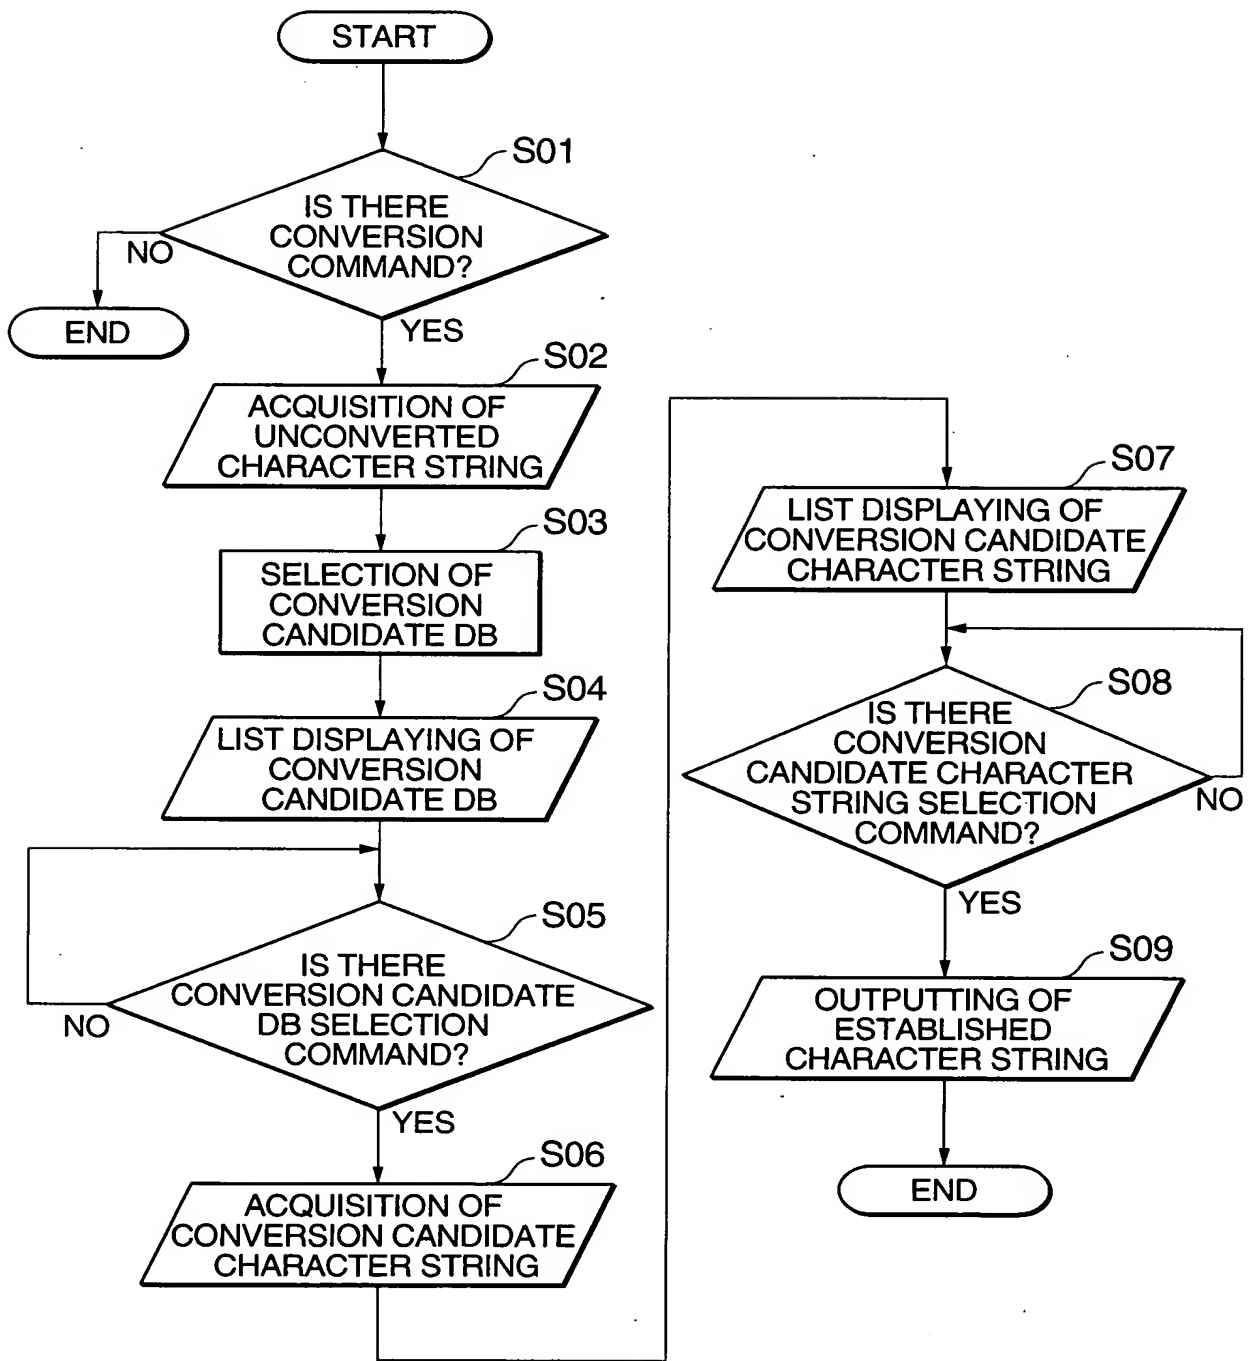 START
S01
IS THERE
CONVERSION
COMMAND?
NO
END
YES
S02
ACQUISITION OF
UNCONVERTED
CHARACTER STRING
S03
SELECTION OF
CONVERSION
CANDIDATE DB
S04
LIST DISPLAYING OF
CONVERSION
CANDIDATE DB
S05
IS THERE
CONVERSION CANDIDATE
DB SELECTION
COMMAND?
NO
YES
S06
ACQUISITION OF
CONVERSION CANDIDATE
CHARACTER STRING
S07
LIST DISPLAYING OF
CONVERSION CANDIDATE
CHARACTER STRING
S08
IS THERE
CONVERSION
CANDIDATE CHARACTER
STRING SELECTION
COMMAND?
NO
YES
S09
OUTPUTTING OF
ESTABLISHED
CHARACTER STRING
END